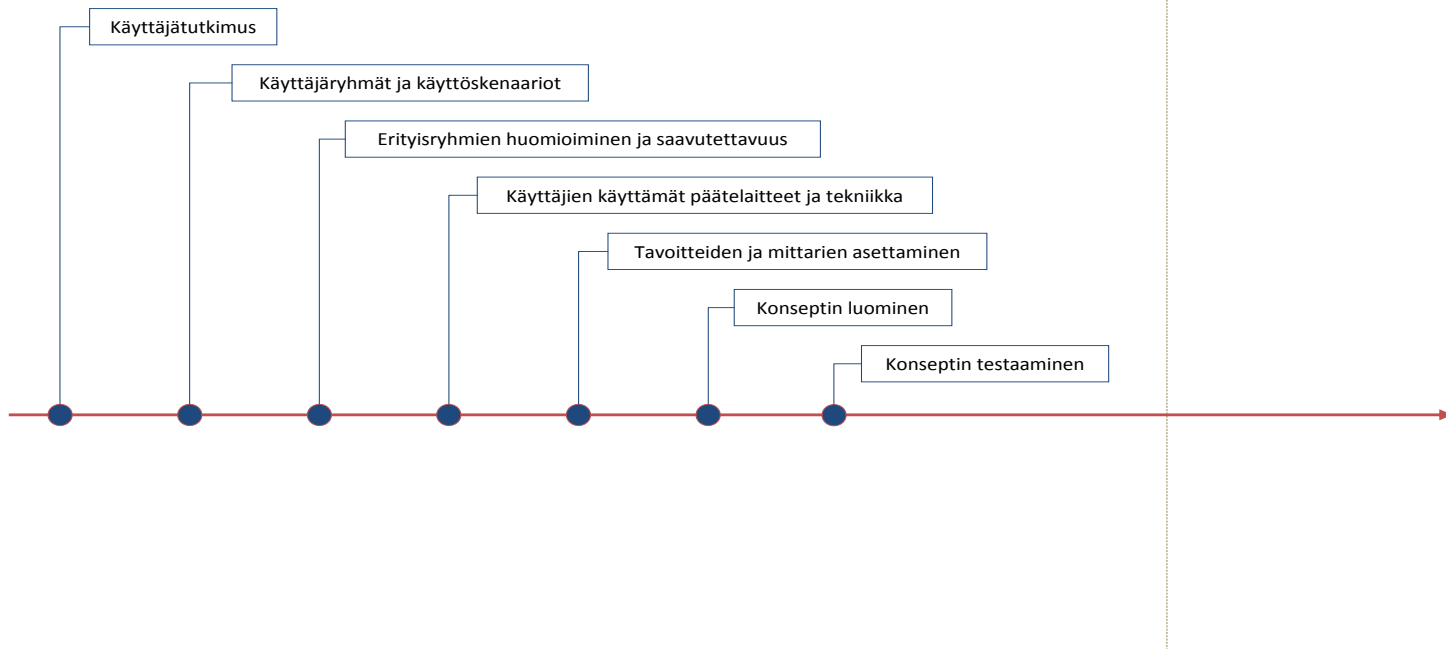 Käyttäjätutkimus
Käyttäjäryhmät ja käyttöskenaariot
Erityisryhmien huomioiminen ja saavutettavuus
Käyttäjien käyttämät päätelaitteet ja tekniikka
Tavoitteiden ja mittarien asettaminen
Konseptin luominen
Konseptin testaaminen